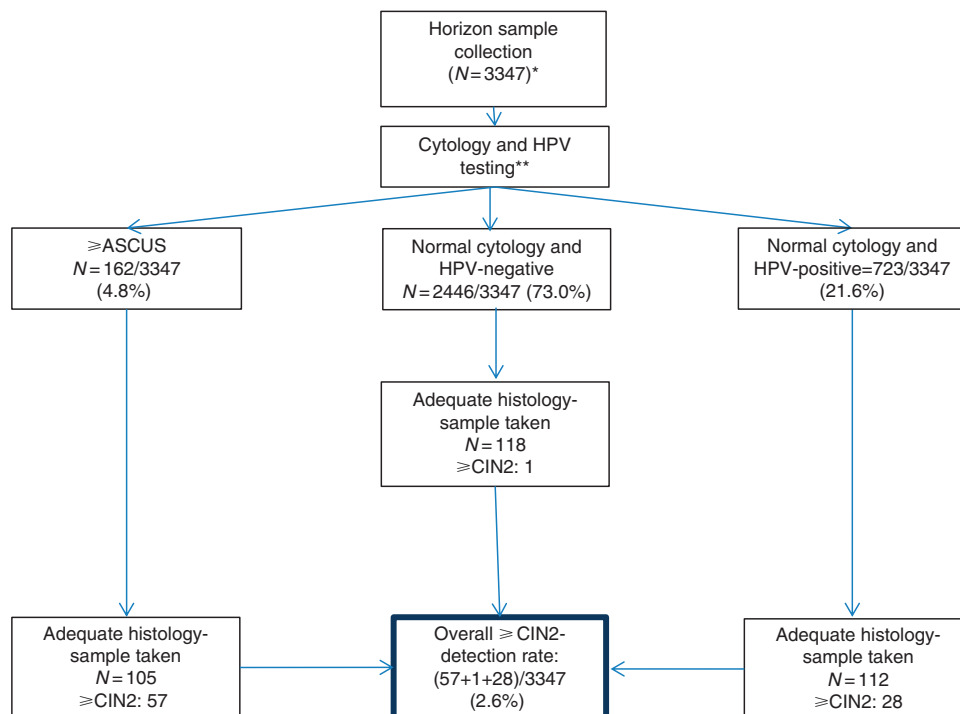 Horizon sample
collection
(N=3347)*
Cytology and HPV
testing**
⩾ASCUS
N=162/3347
(4.8%)
Normal cytology and
HPV-negative
N=2446/3347 (73.0%)
Normal cytology and
HPV-positive=723/3347
(21.6%)
Adequate histology-
sample taken
N=118
⩾CIN2: 1
Adequate histology-
sample taken
N=105
⩾CIN2: 57
Overall ⩾CIN2-
detection rate:
(57+1+28)/3347
(2.6%)
Adequate histology-
sample taken
N=112
⩾CIN2: 28